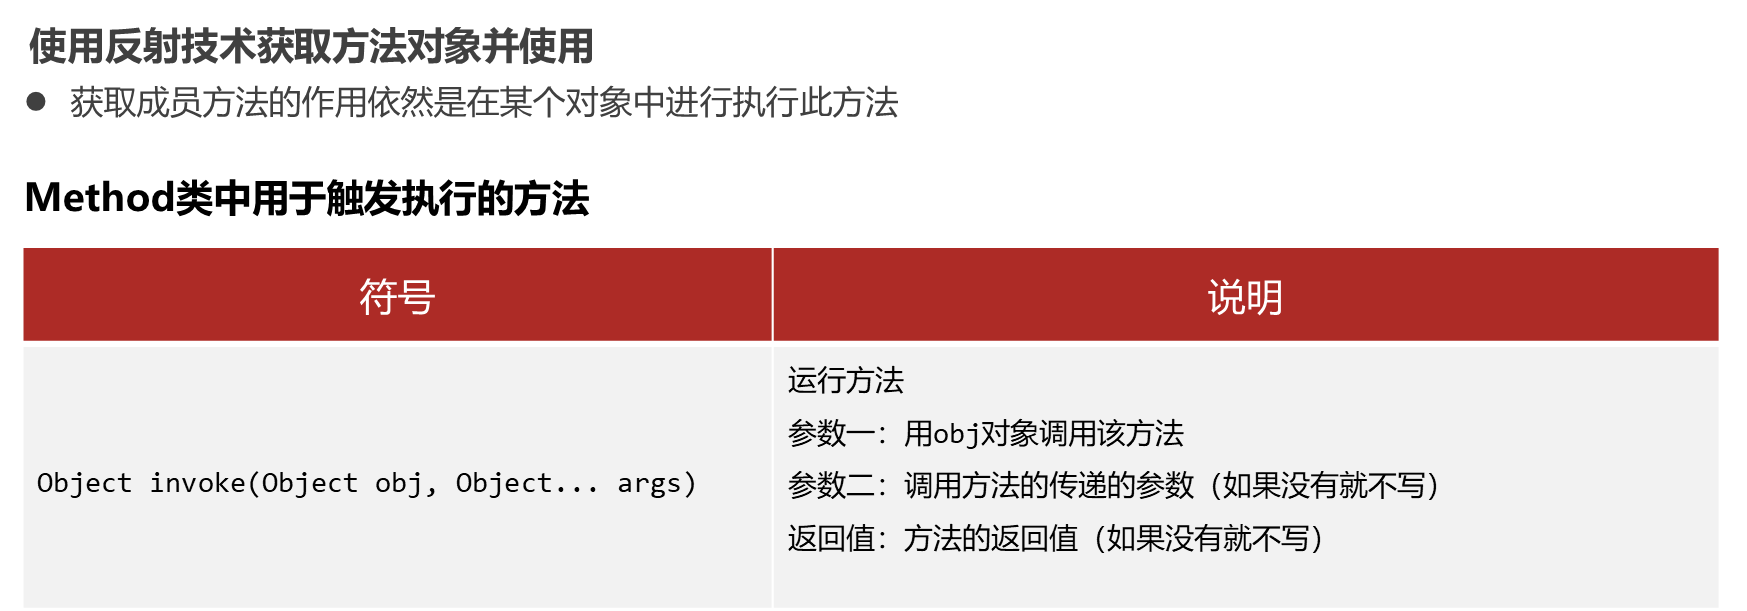 使用反射技术获取方法对象并使用
● 获取成员方法的作用依然是在某个对象中进行执行此方法
Method类中用于触发执行的方法
符号 说明
运行方法
参数一：用obj对象调用该方法
Object invoke(Object obj, Object... args)
参数二：调用方法的传递的参数（如果没有就不写）
返回值：方法的返回值（如果没有就不写）